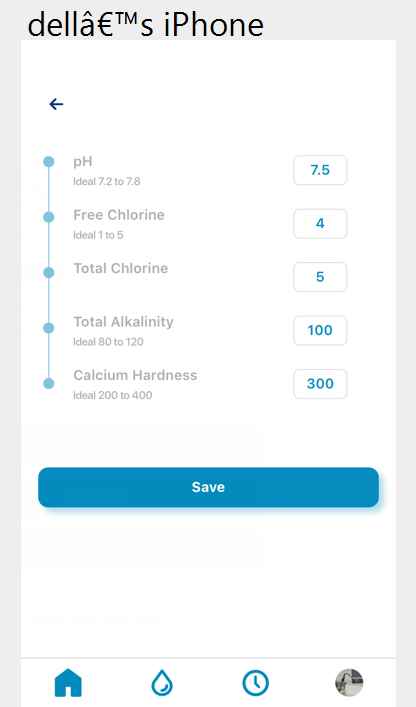 dellâ€™s iPhone
pH
Ideal 7.2 to 7.8
7.5
Free Chlorine
Ideal 1 to 5
4
Total Chlorine
5
Total Alkalinity
Ideal 80 to 120
100
Calcium Hardness
Ideal 200 to 400
300
Save